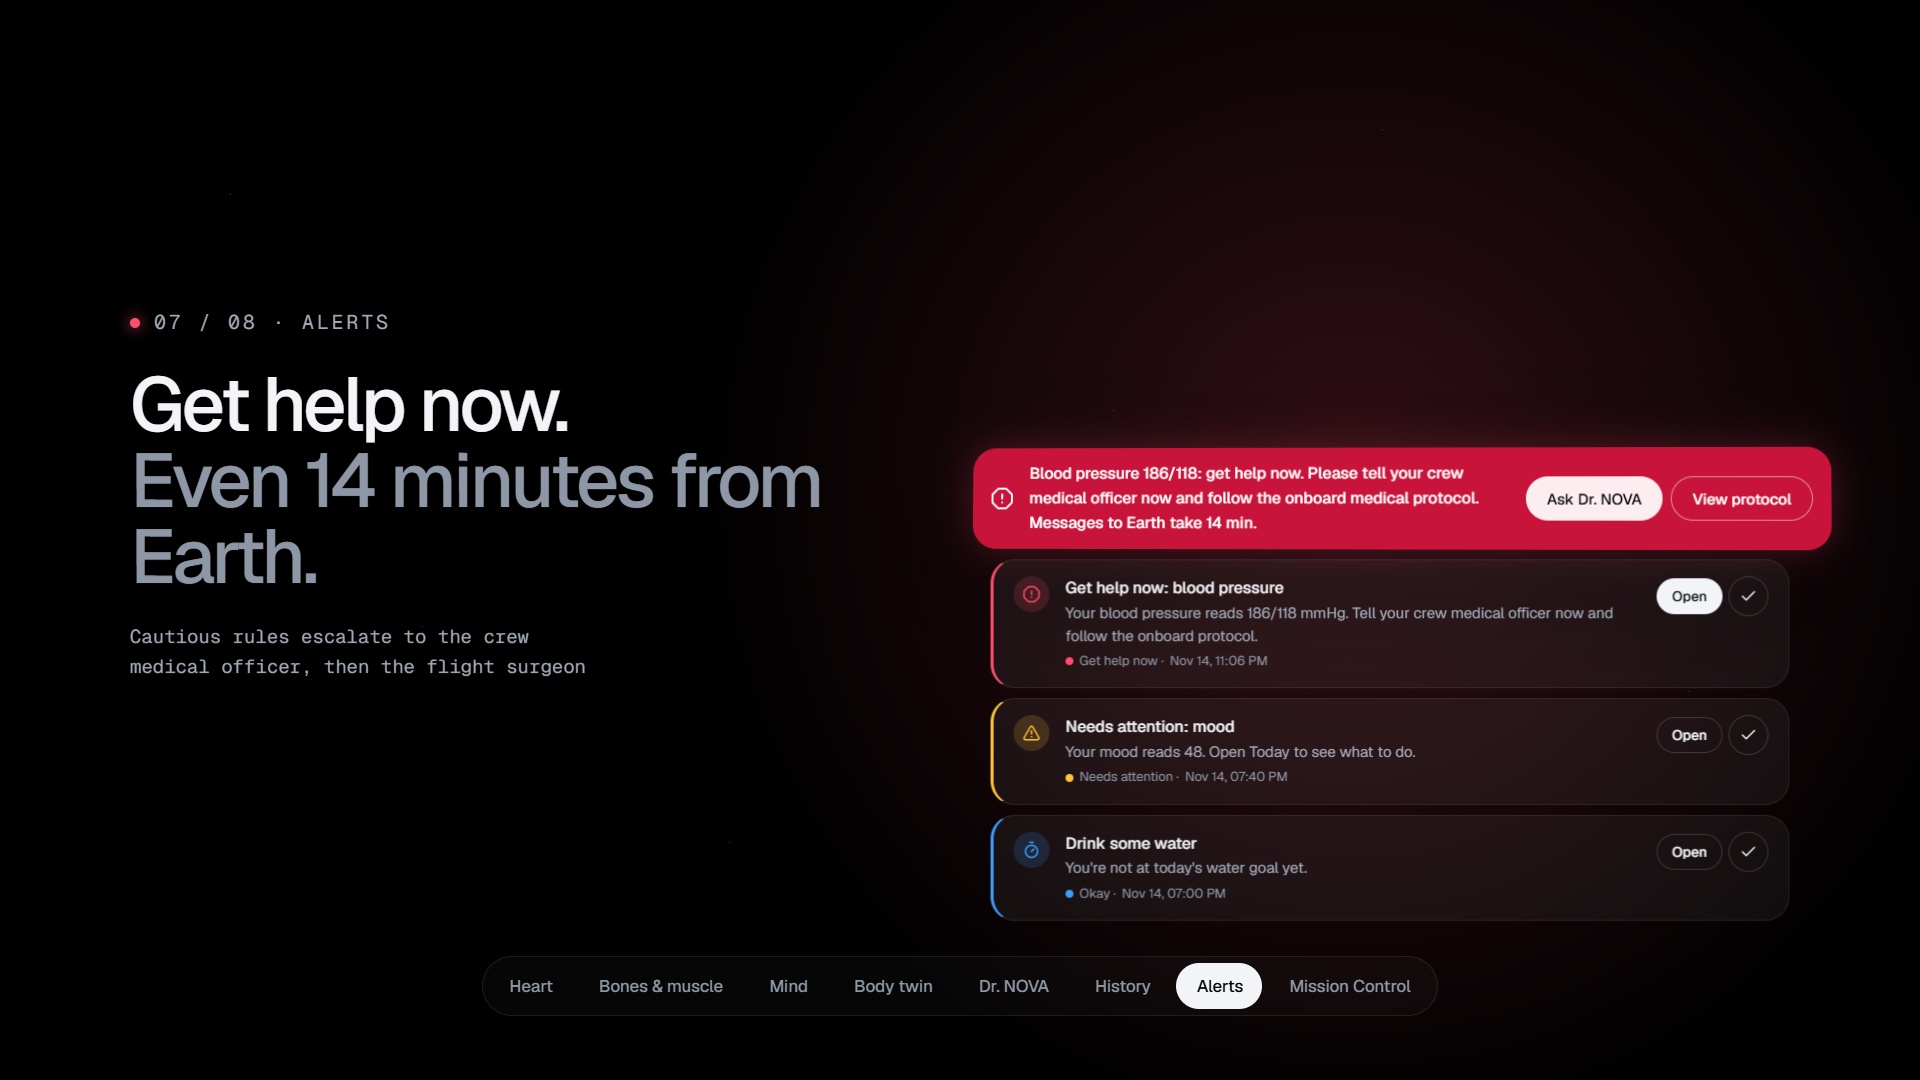 07 / 08 · ALERTS
Get help now.
Even 14 minutes from
Earth.
Cautious rules escalate to the crew
medical officer, then the flight surgeon
Blood pressure 186/118: get help now. Please tell your crew
medical officer now and follow the onboard medical protocol.
Messages to Earth take 14 min.
Ask Dr. NOVA
View protocol
Get help now: blood pressure
Your blood pressure reads 186/118 mmHg. Tell your crew medical officer now and
follow the onboard protocol.
Get help now · Nov 14, 11:06 PM
Open
Needs attention: mood
Your mood reads 48. Open Today to see what to do.
Needs attention · Nov 14, 07:40 PM
Open
Drink some water
You're not at today's water goal yet.
Okay · Nov 14, 07:00 PM
Open
Heart Bones & muscle Mind Body twin Dr. NOVA History Alerts Mission Control